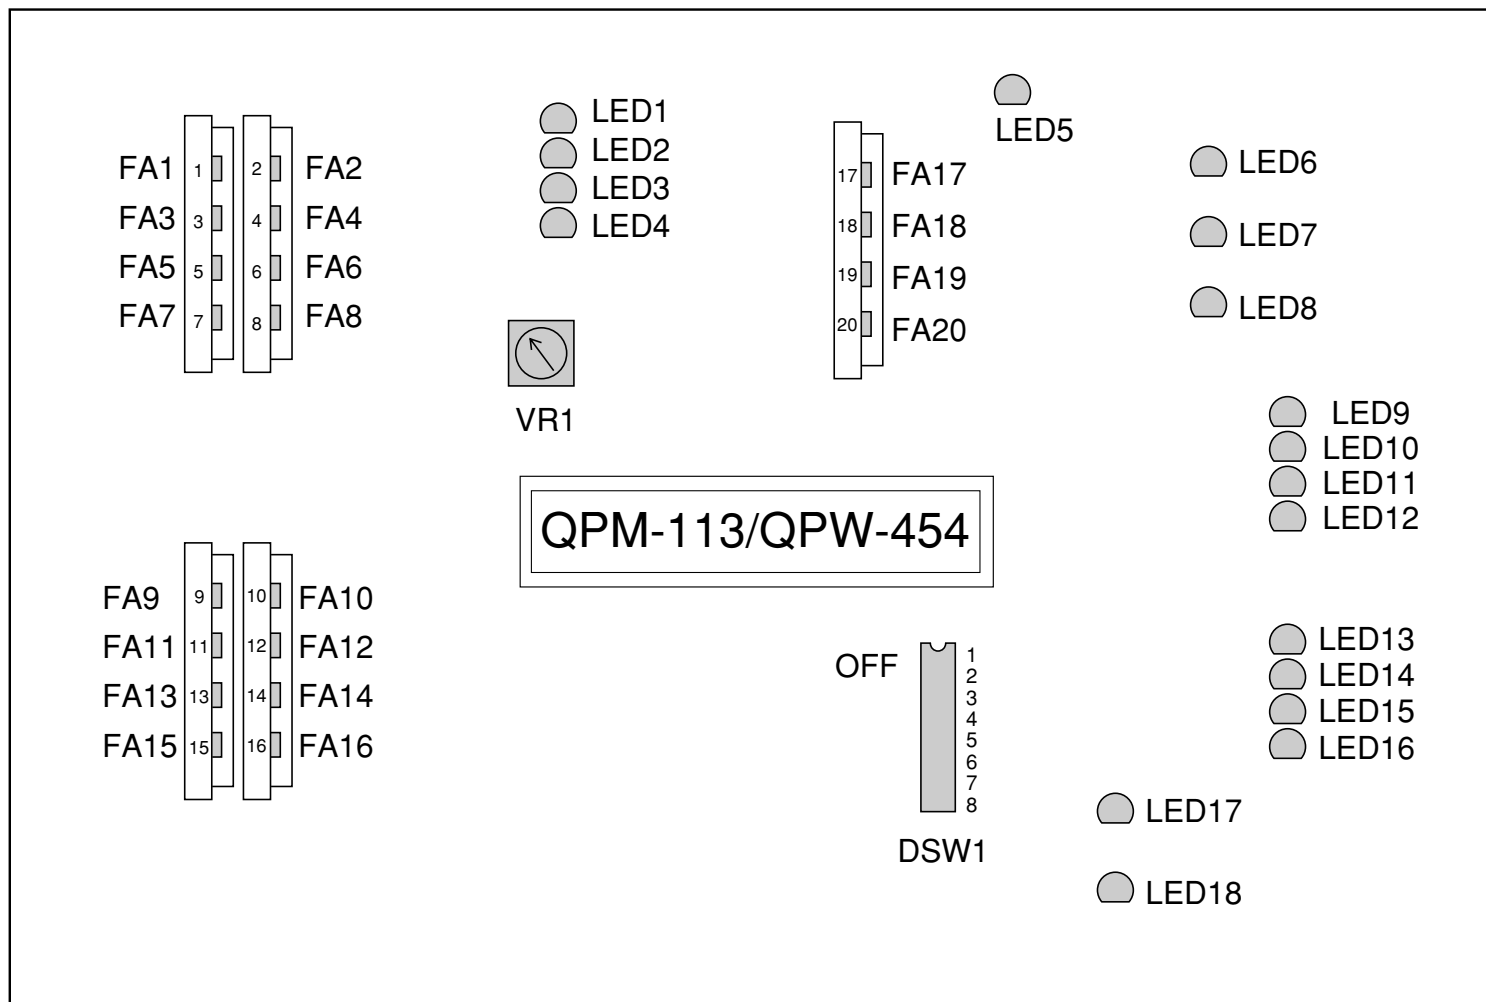 LED1
LED2
LED3
LED4
LED5
LED6
LED7
LED8
FA1 1 2 FA2
FA3 3 4 FA4
FA5 5 6 FA6
FA7 7 8 FA8
17 FA17
18 FA18
19 FA19
20 FA20
VR1
LED9
LED10
LED11
LED12
QPM-113/QPW-454
FA9 9 10 FA10
FA11 11 12 FA12
FA13 13 14 FA14
FA15 15 16 FA16
OFF
1
2
3
4
5
6
7
8
DSW1
LED13
LED14
LED15
LED16
LED17
LED18